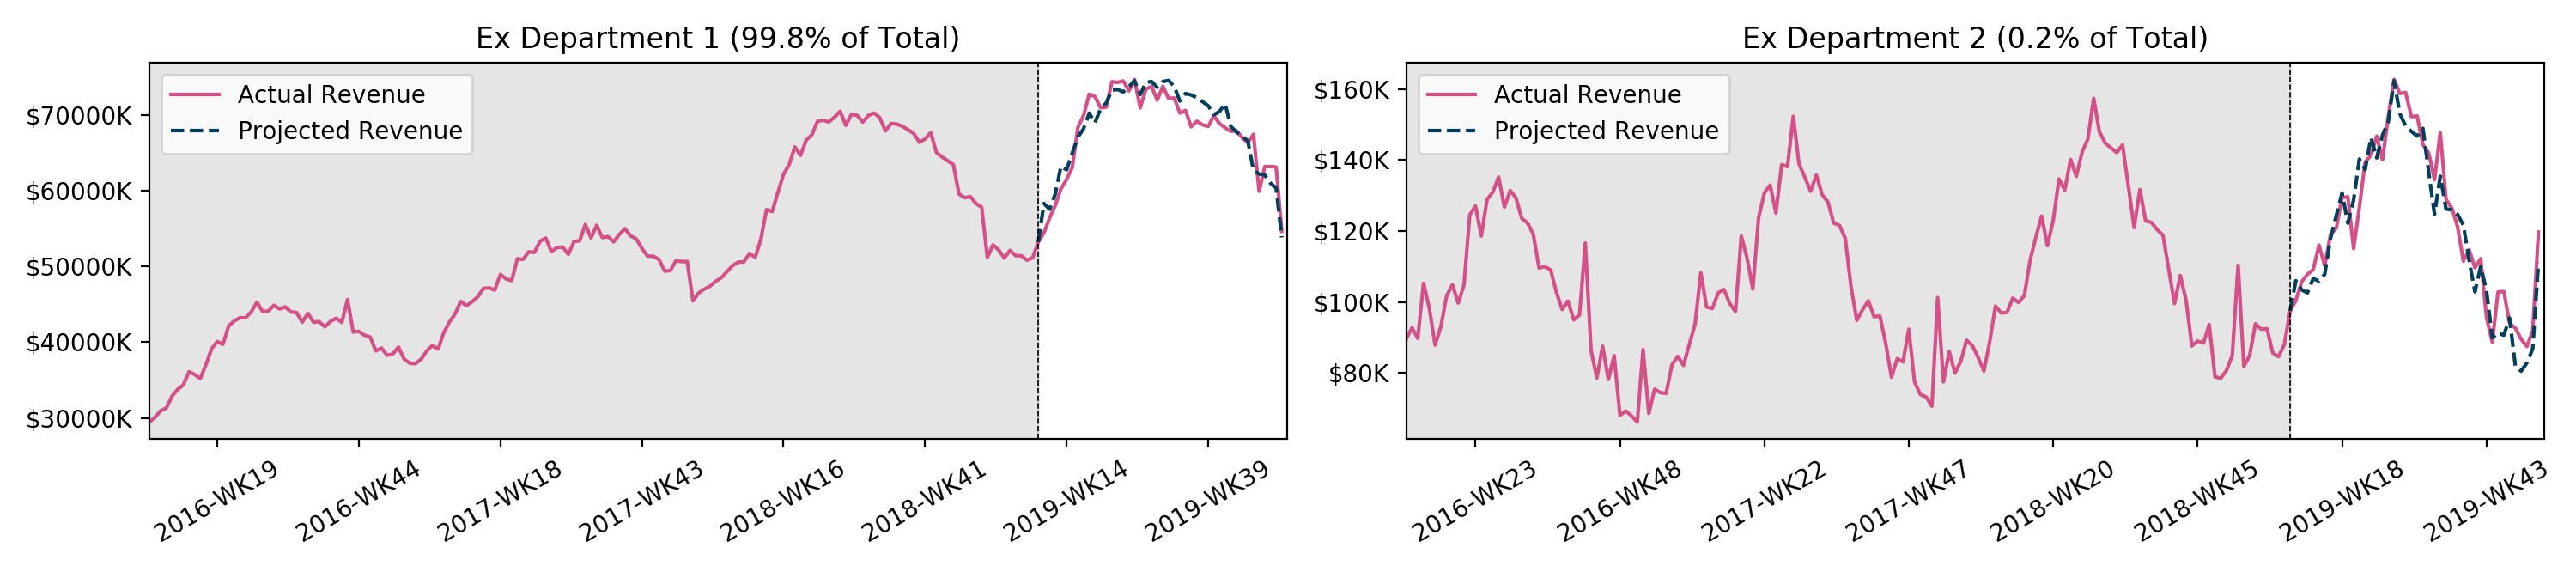 Ex Department 1 (99.8% of Total)
Actual Revenue
Projected Revenue
$70000K
$60000K
$50000K
$40000K
$30000K
2016-WK19
2016-WK44
2017-WK18
2017-WK43
2018-WK16
2018-WK41
2019-WK14
2019-WK39
Ex Department 2 (0.2% of Total)
Actual Revenue
Projected Revenue
$160K
$140K
$120K
$100K
$80K
2016-WK23
2016-WK48
2017-WK22
2017-WK47
2018-WK20
2018-WK45
2019-WK18
2019-WK43